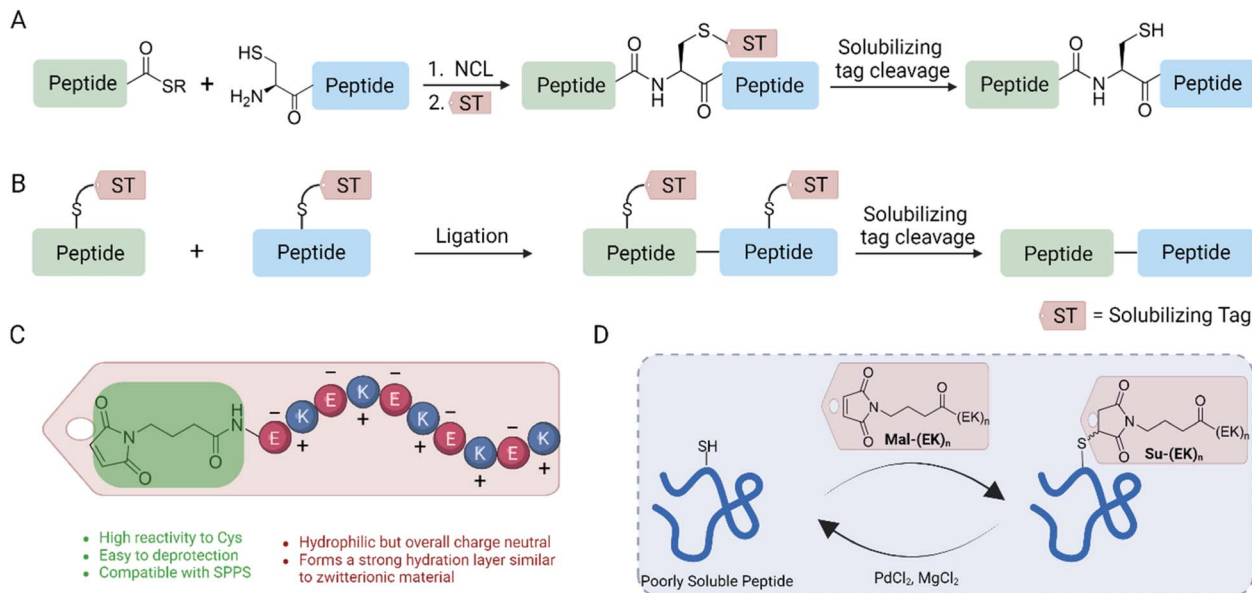 A
O
Peptide
SR
+
HS
H₂N
O
Peptide
1. NCL
2. ST
Peptide
O
N
H
S
ST
O
Peptide
Solubilizing
tag cleavage
Peptide
O
N
H
SH
O
Peptide
B
ST
S
Peptide
+
ST
S
Peptide
Ligation
ST
S
Peptide
ST
S
Peptide
Solubilizing
tag cleavage
Peptide
Peptide
ST = Solubilizing Tag
C
O
N
O
O
H
N
− − − −
E K E K E K E K E K
+ + + + +
• High reactivity to Cys
• Easy to deprotection
• Compatible with SPPS
• Hydrophilic but overall charge neutral
• Forms a strong hydration layer similar
to zwitterionic material
D
SH
Poorly Soluble Peptide
O
N
O
O
(EK)n
Mal-(EK)n
PdCl₂, MgCl₂
S
O
N
O
O
(EK)n
Su-(EK)n